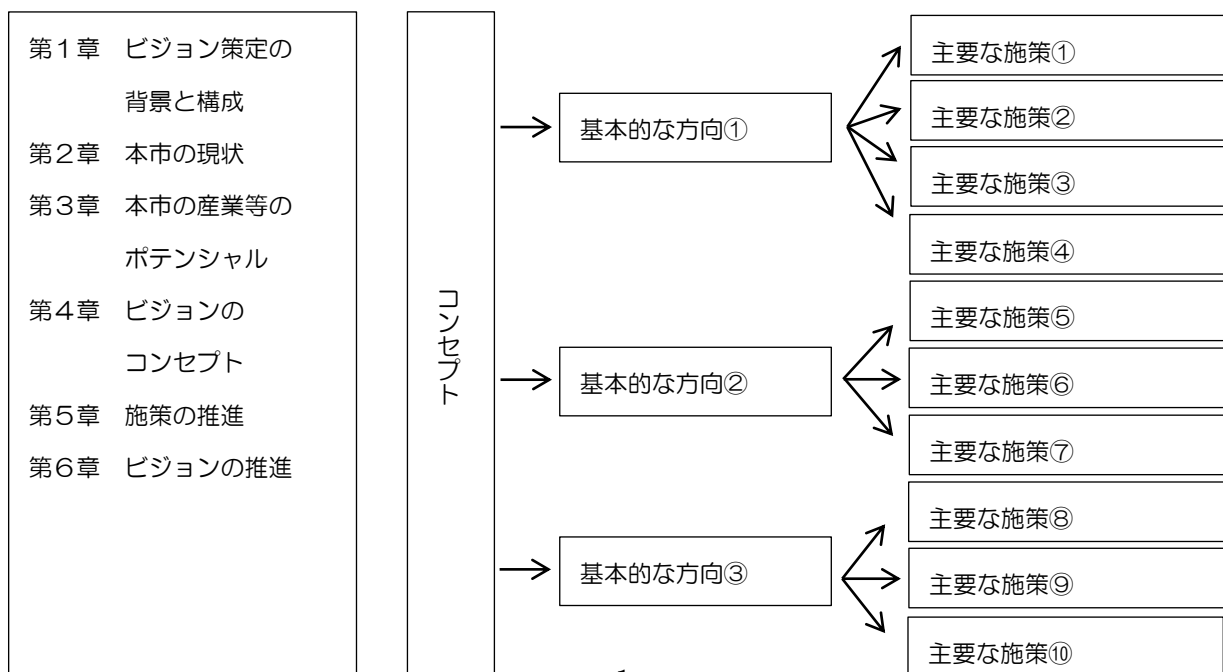 第１章　ビジョン策定の
背景と構成
第２章　本市の現状
第３章　本市の産業等の
ポテンシャル
第４章　ビジョンの
コンセプト
第５章　施策の推進
第６章　ビジョンの推進
コンセプト
基本的な方向①
主要な施策①
主要な施策②
主要な施策③
主要な施策④
基本的な方向②
主要な施策⑤
主要な施策⑥
主要な施策⑦
基本的な方向③
主要な施策⑧
主要な施策⑨
主要な施策⑩